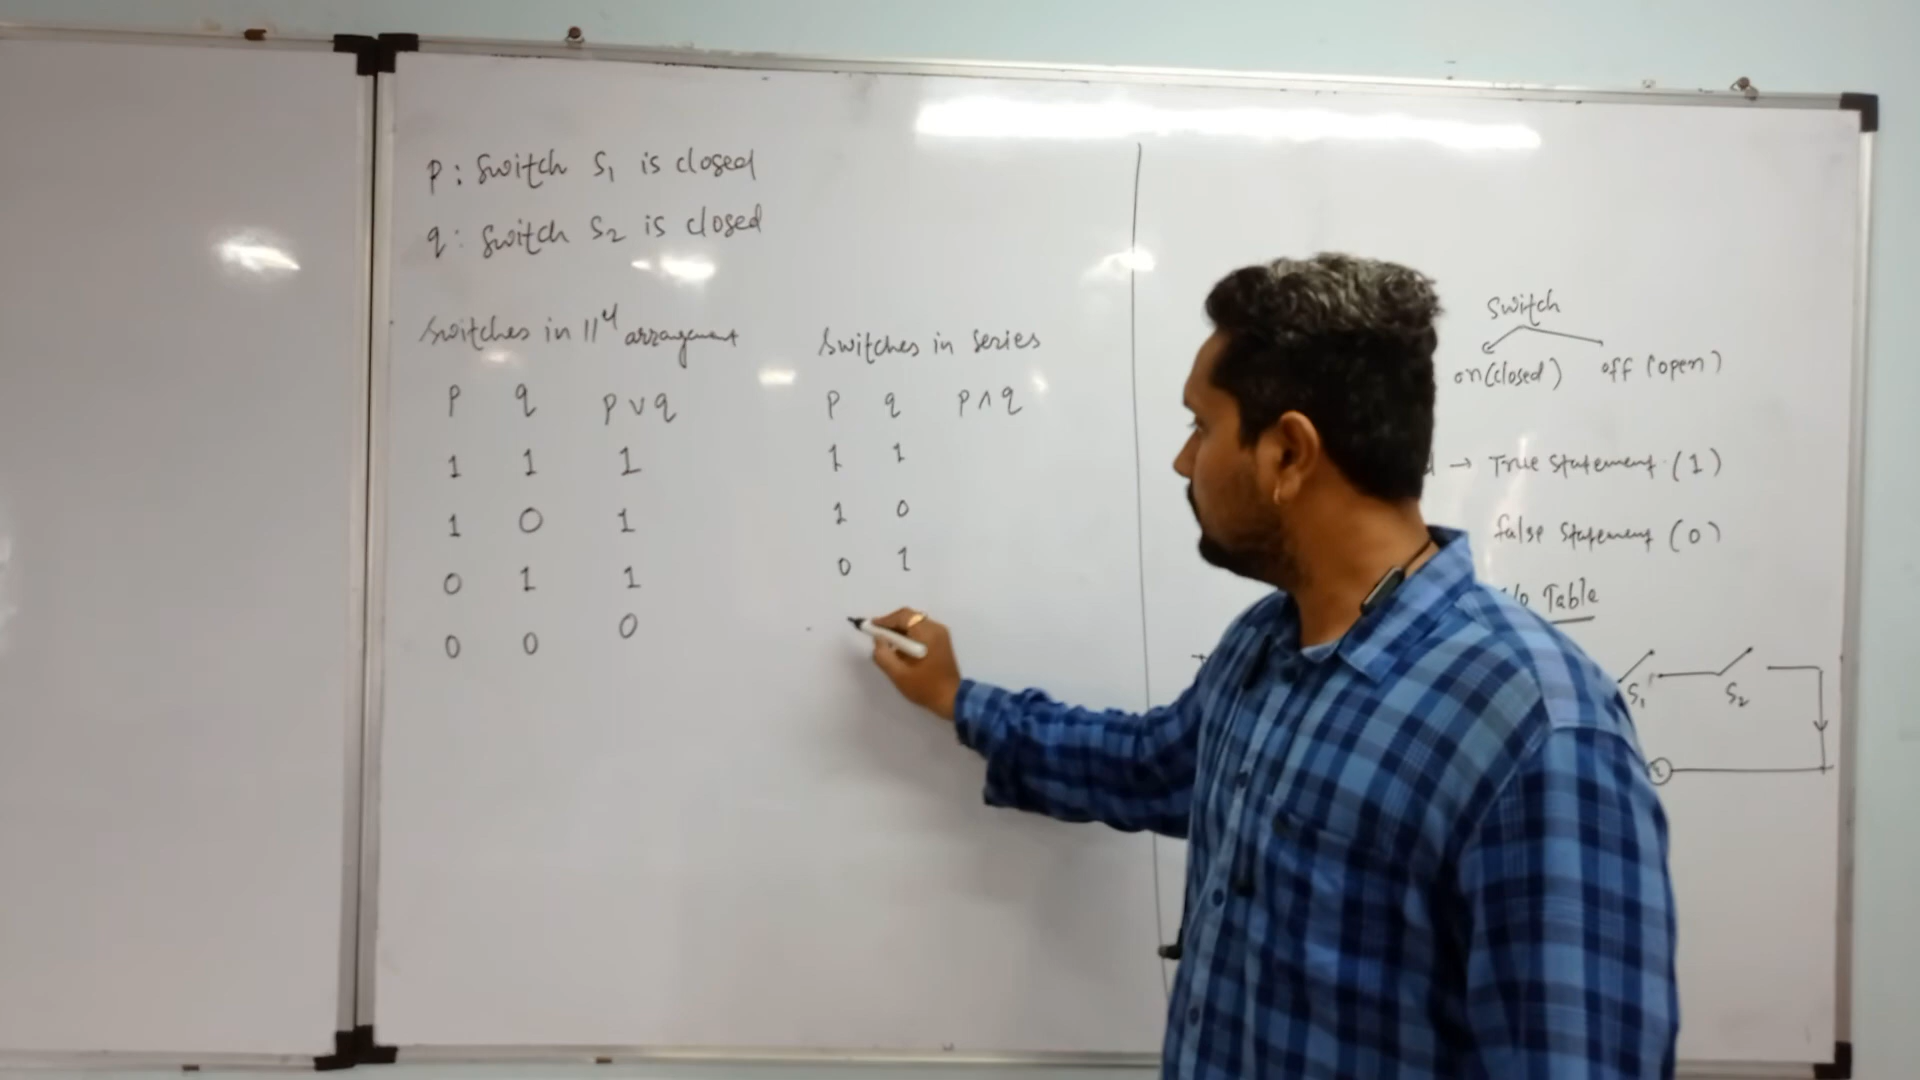 p : Switch S1 is closed
q : Switch S2 is closed
Switches in 11el arrangement
p q p ∨ q
1 1 1
1 0 1
0 1 1
0 0 0
Switches in series
p q p ∧ q
1 1
1 0
0 1
Switch
on (closed) off (open)
→ True Statement (1)
false Statement (0)
Table
S1 S2